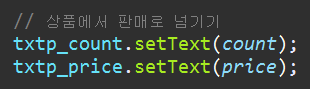 // 상품에서 판매로 넘기기
txtp_count.setText(count);
txtp_price.setText(price);